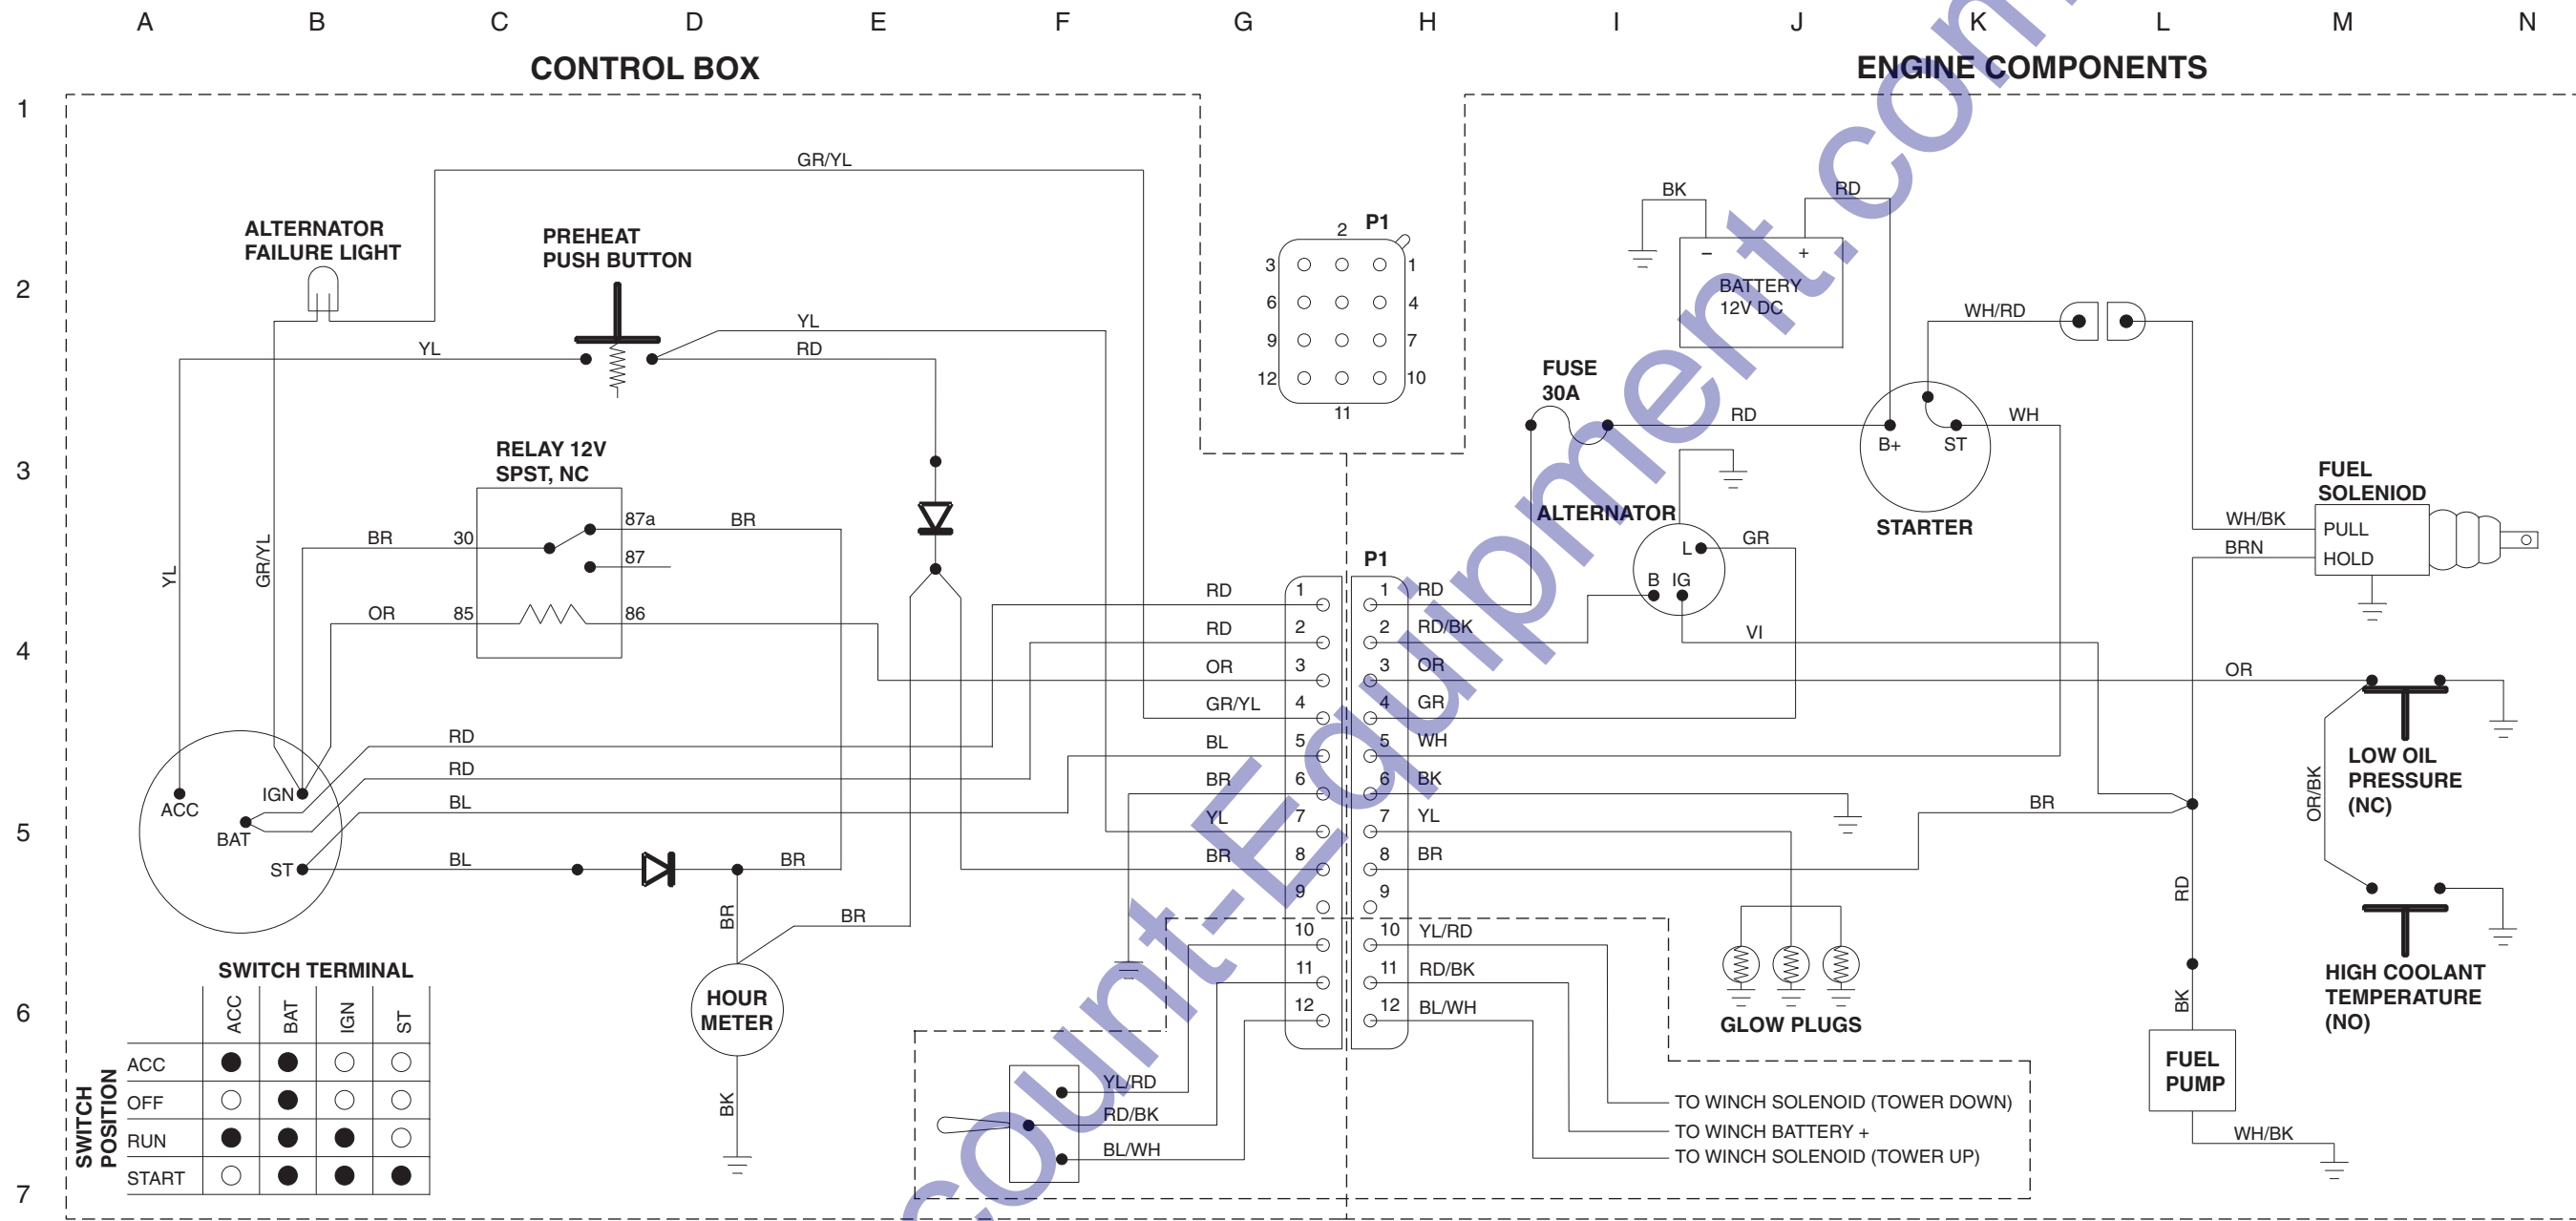 A B C D E F G H I J K L M N
CONTROL BOX
ENGINE COMPONENTS
1
2
3
4
5
6
7
GR/YL
ALTERNATOR
FAILURE LIGHT
PREHEAT
PUSH BUTTON
YL
YL
RD
RELAY 12V
SPST, NC
87a
BR
BR
30
87
OR
85
86
YL
GR/YL
RD
RD
BL
ACC
IGN
BAT
ST
BL
BR
BR
BR
HOUR
METER
BK
SWITCH TERMINAL
ACC
BAT
IGN
ST
SWITCH
POSITION
ACC
OFF
RUN
START
P1
2
3
1
6
4
9
7
12
10
11
P1
RD 1 1 RD
RD 2 2 RD/BK
OR 3 3 OR
GR/YL 4 4 GR
BL 5 5 WH
BR 6 6 BK
YL 7 7 YL
BR 8 8 BR
9 9
10 10 YL/RD
11 11 RD/BK
12 12 BL/WH
YL/RD
RD/BK
BL/WH
TO WINCH SOLENOID (TOWER DOWN)
TO WINCH BATTERY +
TO WINCH SOLENOID (TOWER UP)
BK
RD
– +
BATTERY
12V DC
FUSE
30A
RD
WH/RD
WH
B+
ST
STARTER
ALTERNATOR
L
GR
B IG
VI
FUEL
SOLENIOD
WH/BK
PULL
BRN
HOLD
OR
LOW OIL
PRESSURE
(NC)
OR/BK
BR
HIGH COOLANT
TEMPERATURE
(NO)
GLOW PLUGS
RD
BK
FUEL
PUMP
WH/BK
count-Equipment.com